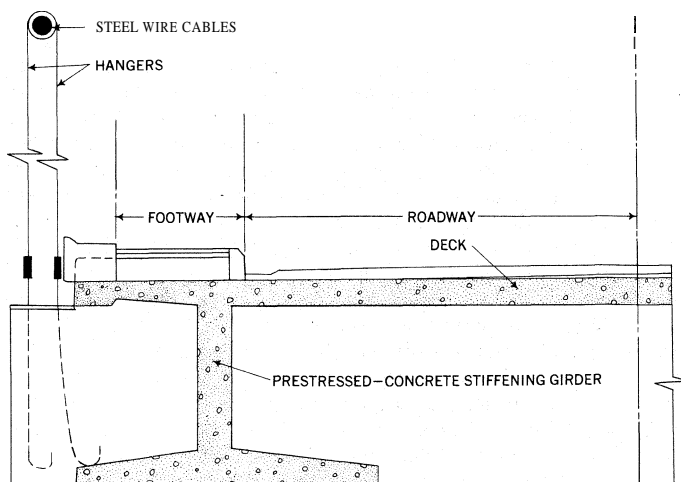 STEEL WIRE CABLES
HANGERS
FOOTWAY
ROADWAY
DECK
PRESTRESSED-CONCRETE STIFFENING GIRDER